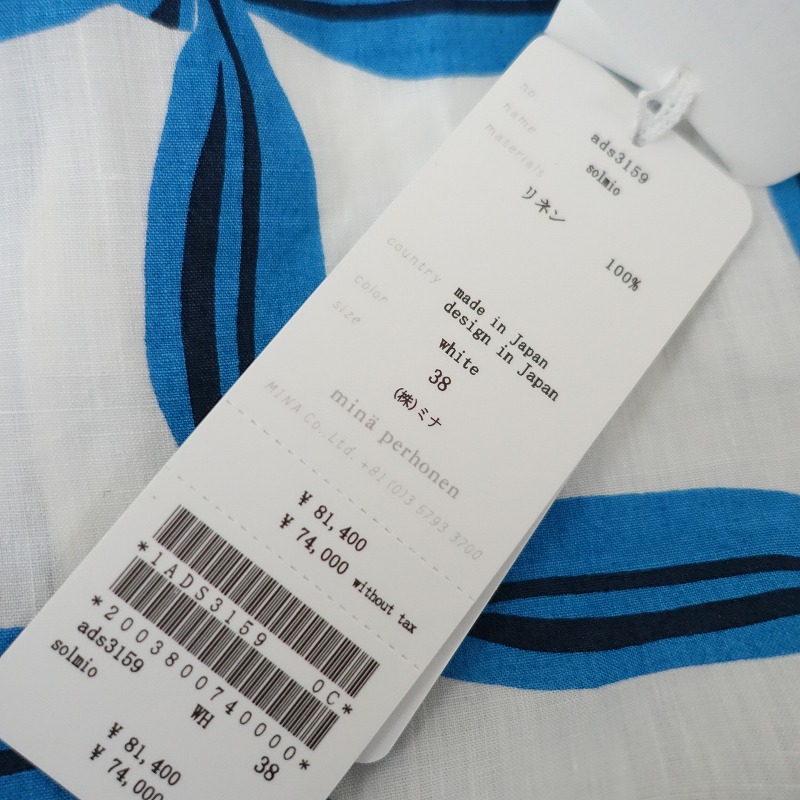 no. ads3159
name solmio
materials
リネン 100%
country made in Japan
design in Japan
color white
size 38
(株)ミナ
minä perhonen
MINA Co.,Ltd. +81(0)3 5793 3700
¥ 81,400
¥ 74,000 without tax
*1ADS3159 0C*
*2003800740000*
ads3159
solmio
WH 38
¥ 81,400
¥ 74,000